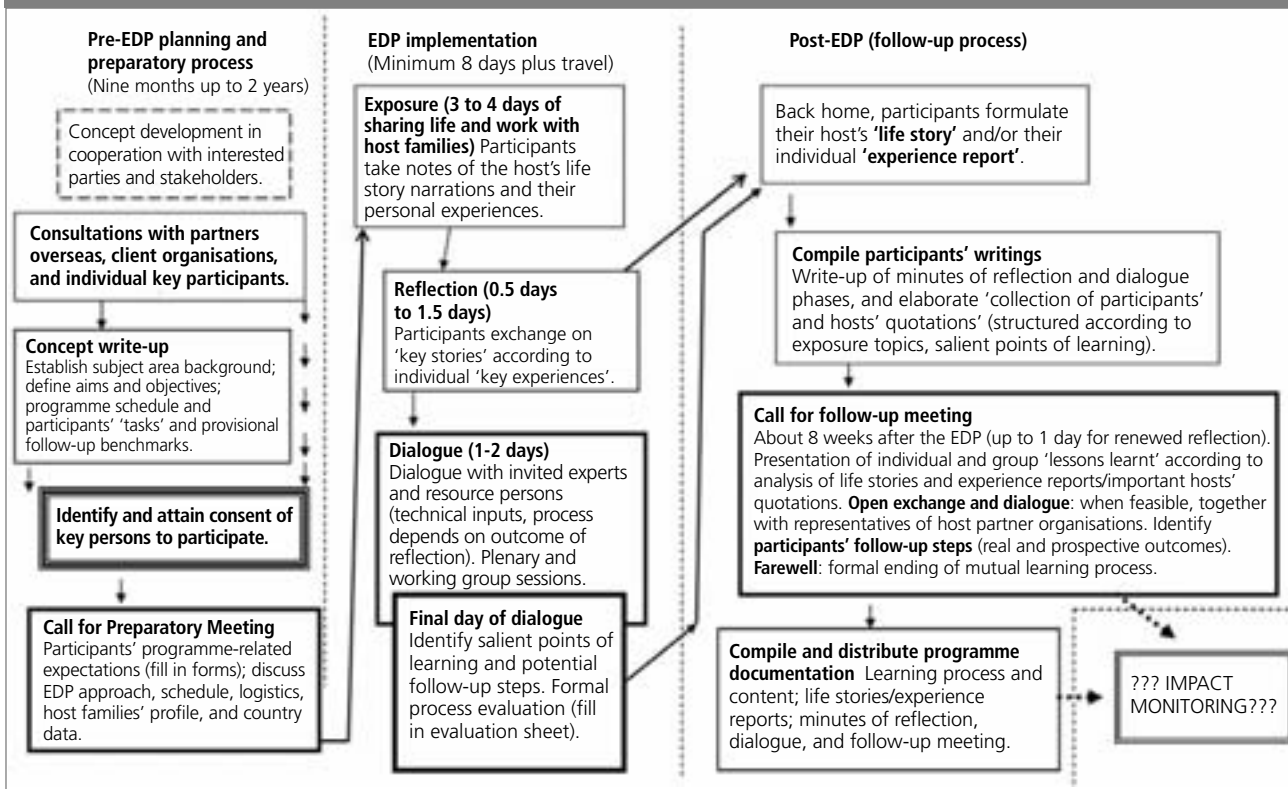 Pre-EDP planning and
preparatory process
(Nine months up to 2 years)
Concept development in
cooperation with interested
parties and stakeholders.
Consultations with partners
overseas, client organisations,
and individual key participants.
Concept write-up
Establish subject area background;
define aims and objectives;
programme schedule and
participants' 'tasks' and provisional
follow-up benchmarks.
Identify and attain consent of
key persons to participate.
Call for Preparatory Meeting
Participants' programme-related
expectations (fill in forms); discuss
EDP approach, schedule, logistics,
host families' profile, and country
data.
EDP implementation
(Minimum 8 days plus travel)
Exposure (3 to 4 days of
sharing life and work with
host families) Participants
take notes of the host's life
story narrations and their
personal experiences.
Reflection (0.5 days
to 1.5 days)
Participants exchange on
'key stories' according to
individual 'key experiences'.
Dialogue (1-2 days)
Dialogue with invited experts
and resource persons
(technical inputs, process
depends on outcome of
reflection). Plenary and
working group sessions.
Final day of dialogue
Identify salient points of
learning and potential
follow-up steps. Formal
process evaluation (fill
in evaluation sheet).
Post-EDP (follow-up process)
Back home, participants formulate
their host's 'life story' and/or their
individual 'experience report'.
Compile participants' writings
Write-up of minutes of reflection and dialogue
phases, and elaborate 'collection of participants'
and hosts' quotations' (structured according to
exposure topics, salient points of learning).
Call for follow-up meeting
About 8 weeks after the EDP (up to 1 day for renewed reflection).
Presentation of individual and group 'lessons learnt' according to
analysis of life stories and experience reports/important hosts'
quotations. Open exchange and dialogue: when feasible, together
with representatives of host partner organisations. Identify
participants' follow-up steps (real and prospective outcomes).
Farewell: formal ending of mutual learning process.
Compile and distribute programme
documentation Learning process and
content; life stories/experience
reports; minutes of reflection,
dialogue, and follow-up meeting.
??? IMPACT
MONITORING???